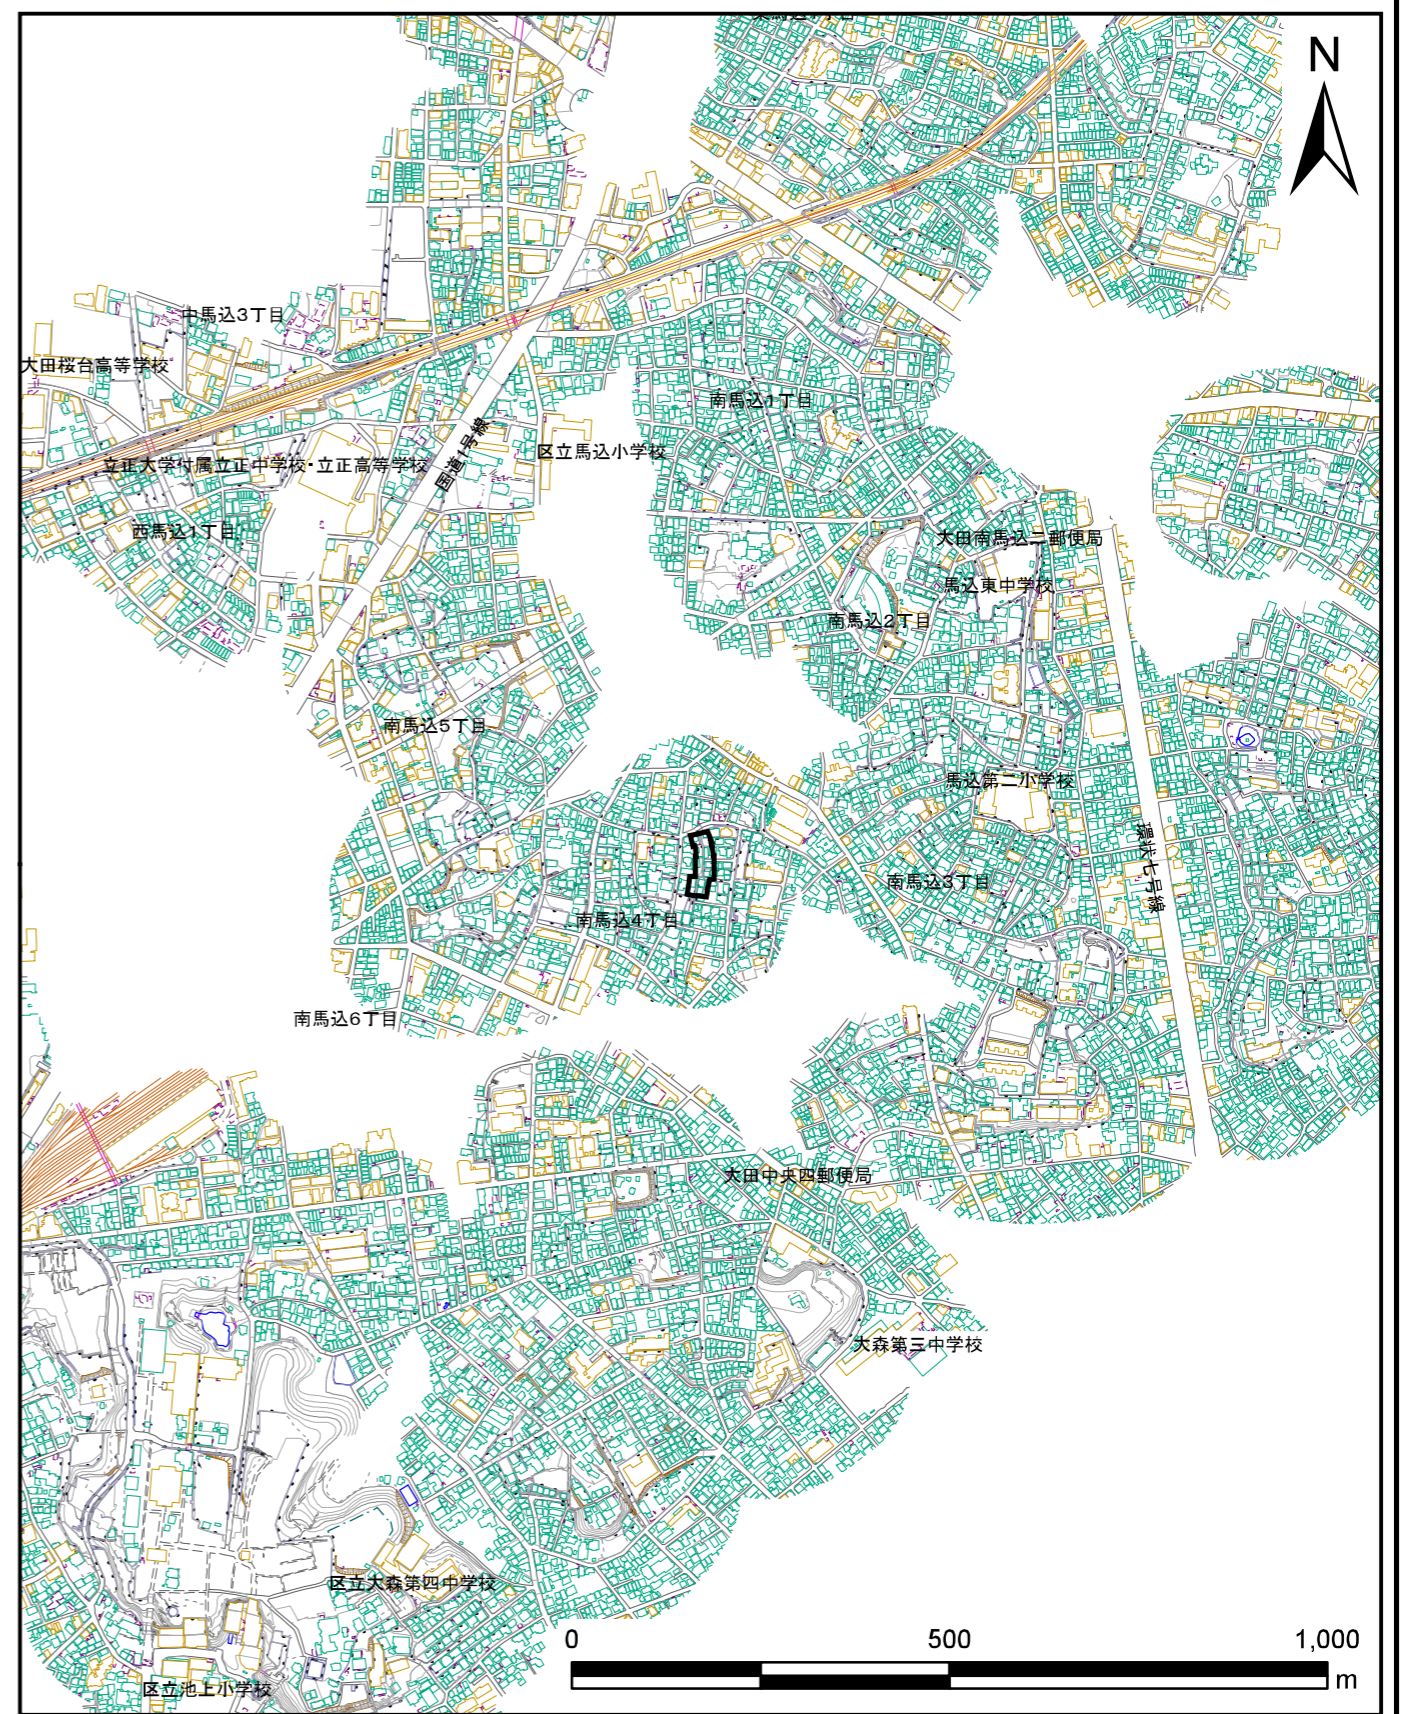 N
中馬込3丁目
大田桜台高等学校
南馬込1丁目
国道1号線
区立馬込小学校
立正大学付属立正中学校・立正高等学校
西馬込1丁目
大田南馬込二郵便局
馬込東中学校
南馬込2丁目
南馬込5丁目
馬込第二小学校
環状七号線
南馬込3丁目
南馬込4丁目
南馬込6丁目
大田中央四郵便局
大森第三中学校
区立大森第四中学校
0 500 1,000
m
区立池上小学校